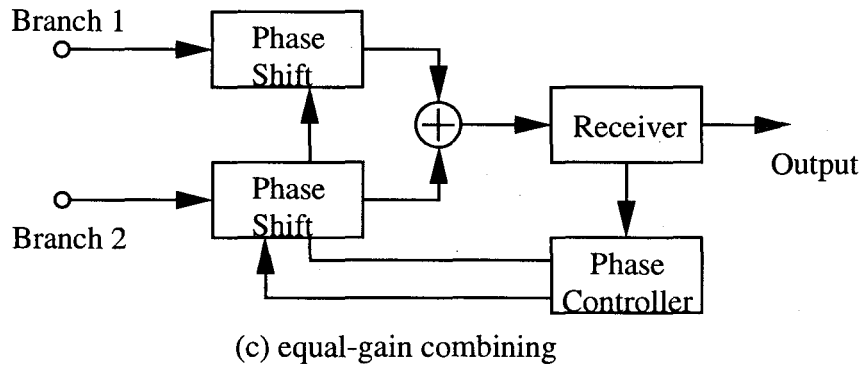 Branch 1
Phase
Shift
Receiver
Output
Phase
Shift
Branch 2
Phase
Controller
(c) equal-gain combining